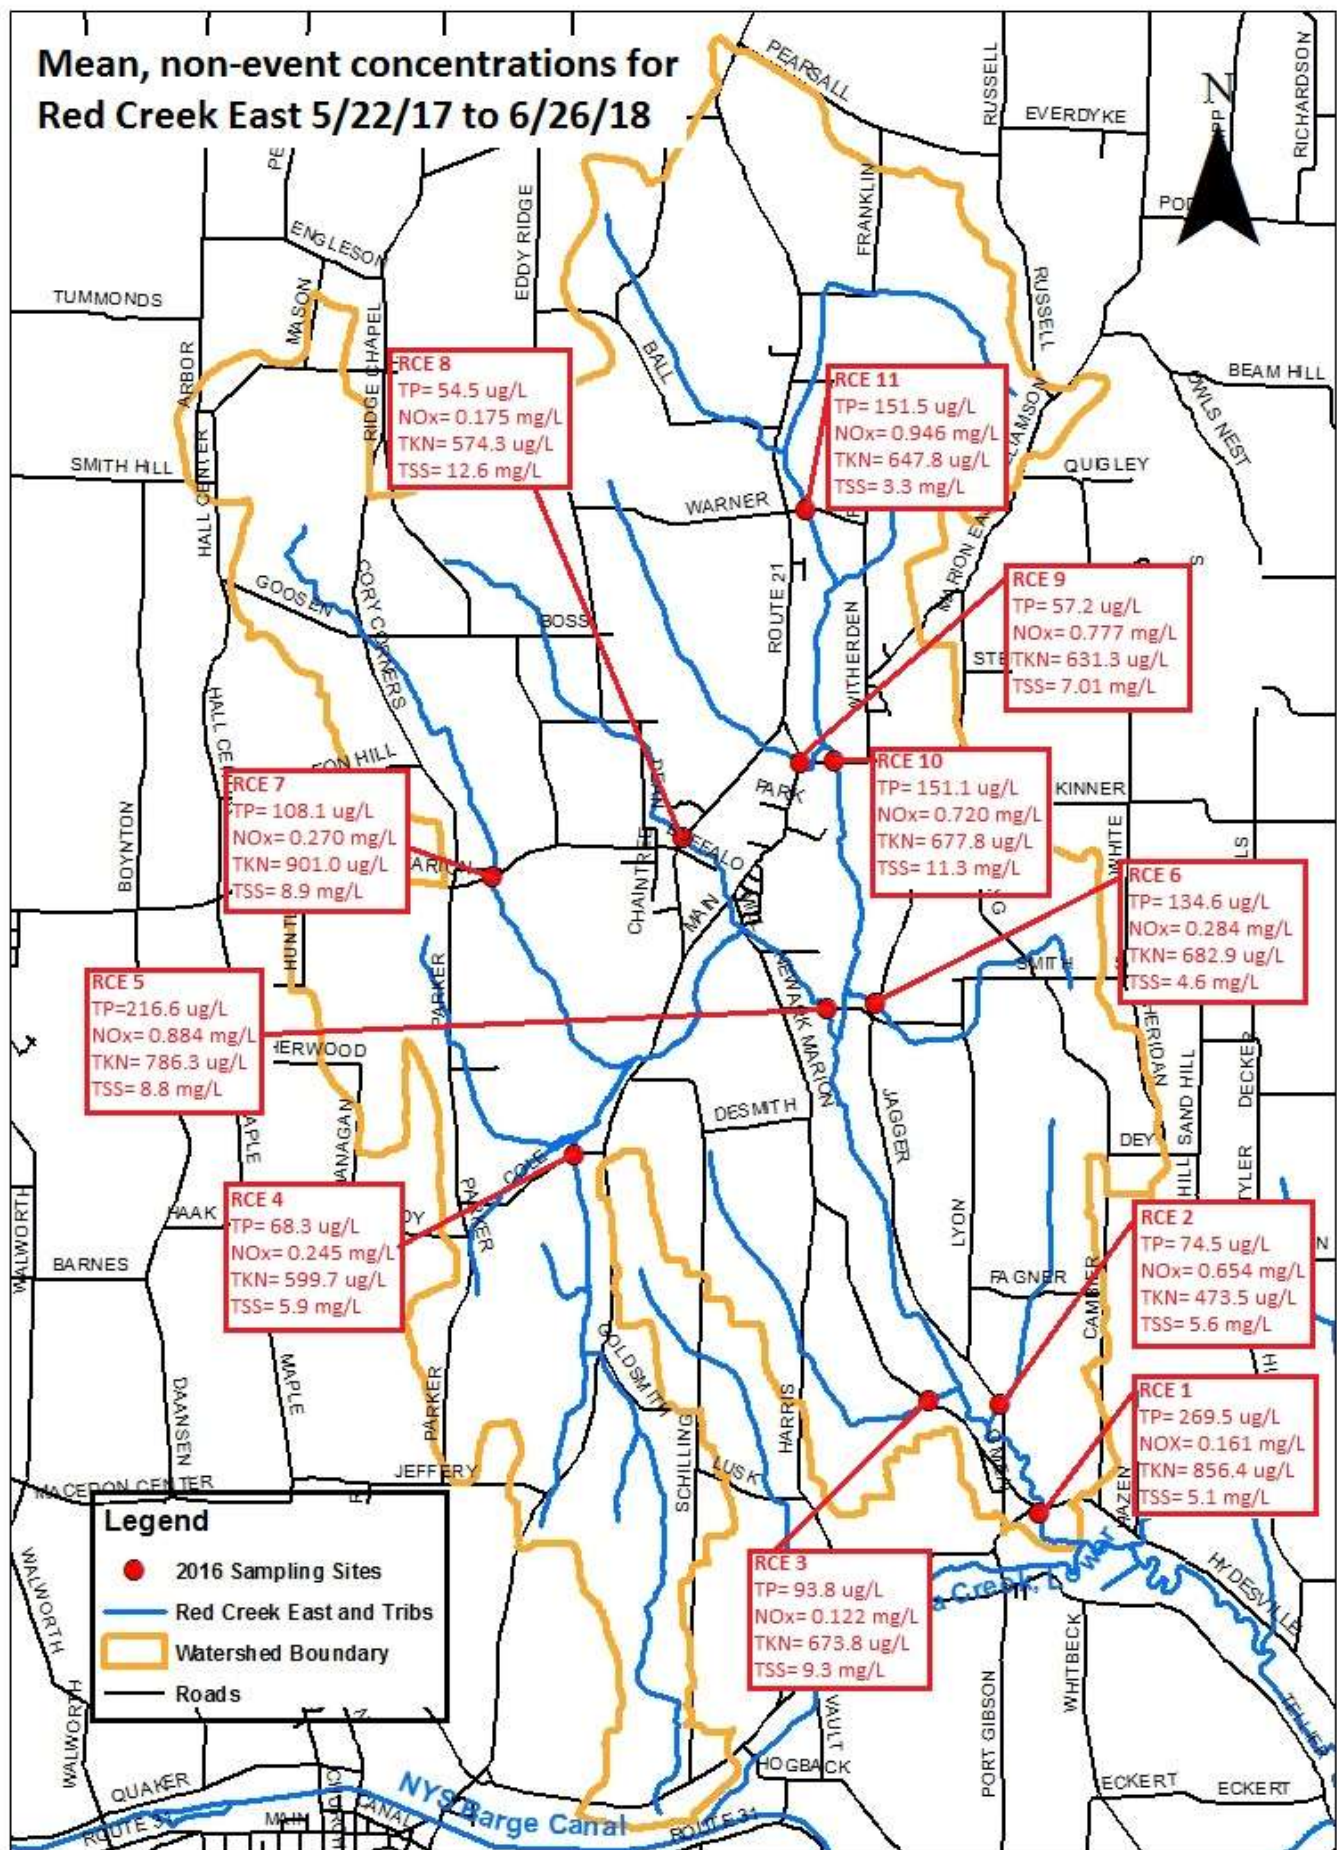 Mean, non-event concentrations for
Red Creek East 5/22/17 to 6/26/18
PEARSALL
RUSSELL
RICHARDSON
N
EVERDYKE
FRANKLIN
EDDY RIDGE
ENGLESON
TUMMONDS
MASON
RIDGE CHAPEL
ARBOR
BALL
RUSSELL
BEAM HILL
OWLS NEST
RCE 8
TP= 54.5 ug/L
NOx= 0.175 mg/L
TKN= 574.3 ug/L
TSS= 12.6 mg/L
RCE 11
TP= 151.5 ug/L
NOx= 0.946 mg/L
TKN= 647.8 ug/L
TSS= 3.3 mg/L
SMITH HILL
HALL CENTER
QUIGLEY
WARNER
GOOSEN
CORY CORNERS
BOSS
ROUTE 21
WITHERDEN
RCE 9
TP= 57.2 ug/L
NOx= 0.777 mg/L
TKN= 631.3 ug/L
TSS= 7.01 mg/L
RCE 7
TP= 108.1 ug/L
NOx= 0.270 mg/L
TKN= 901.0 ug/L
TSS= 8.9 mg/L
RCE 10
TP= 151.1 ug/L
NOx= 0.720 mg/L
TKN= 677.8 ug/L
TSS= 11.3 mg/L
PARK
KINNER
WHITE
BOYNTON
CHAINTREE
MAIN
RCE 6
TP= 134.6 ug/L
NOx= 0.284 mg/L
TKN= 682.9 ug/L
TSS= 4.6 mg/L
RCE 5
TP=216.6 ug/L
NOx= 0.884 mg/L
TKN= 786.3 ug/L
TSS= 8.8 mg/L
PARKER
NEWARK MARION
SMITH
DESMITH
JAGGER
SAND HILL
DECKER
DEY
COLE
PARKER
LYON
RCE 4
TP= 68.3 ug/L
NOx= 0.245 mg/L
TKN= 599.7 ug/L
TSS= 5.9 mg/L
HAAK
WALWORTH
BARNES
FAGNER
CAMBIER
RCE 2
TP= 74.5 ug/L
NOx= 0.654 mg/L
TKN= 473.5 ug/L
TSS= 5.6 mg/L
GOLDSMITH
DAANSEN
MAPLE
PARKER
HARRIS
SCHILLING
LUSK
RCE 1
TP= 269.5 ug/L
NOX= 0.161 mg/L
TKN= 856.4 ug/L
TSS= 5.1 mg/L
HAZEN
JEFFERY
MACEDON CENTER
RCE 3
TP= 93.8 ug/L
NOx= 0.122 mg/L
TKN= 673.8 ug/L
TSS= 9.3 mg/L
HYDESVILLE
Legend
2016 Sampling Sites
Red Creek East and Tribs
Watershed Boundary
Roads
WALWORTH
WALWORTH
PORT GIBSON
WHITBECK
TELLIER
VAULT
HOGBACK
ECKERT
ECKERT
QUAKER
ROUTE 31
MAIN
CANAL
NYS Barge Canal
ROUTE 31